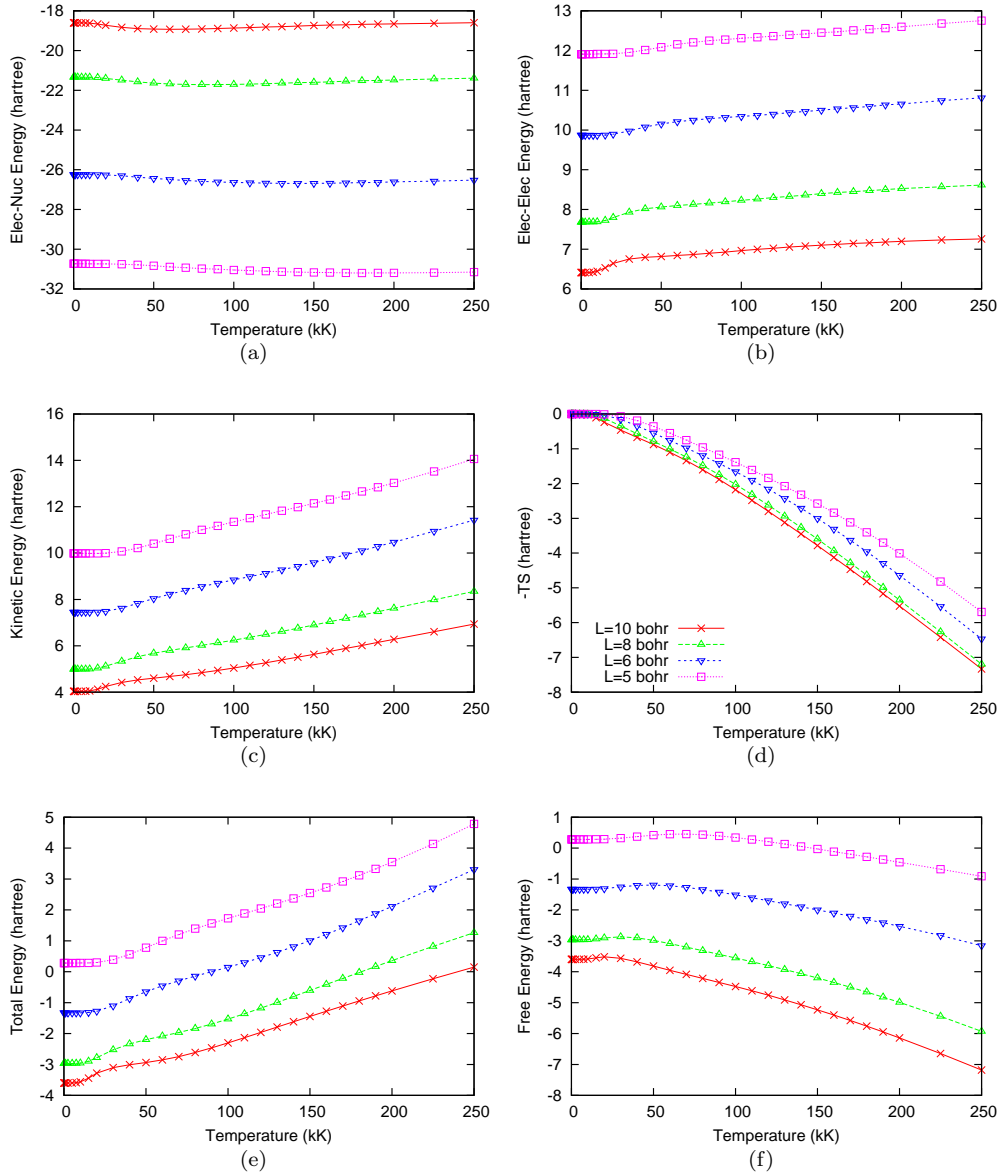 -18
-20
-22
-24
-26
-28
-30
-32
Elec-Nuc Energy (hartree)
0 50 100 150 200 250
Temperature (kK)
(a)
13
12
11
10
9
8
7
6
Elec-Elec Energy (hartree)
0 50 100 150 200 250
Temperature (kK)
(b)
16
14
12
10
8
6
4
Kinetic Energy (hartree)
0 50 100 150 200 250
Temperature (kK)
(c)
0
-1
-2
-3
-4
-5
-6
-7
-8
-TS (hartree)
L=10 bohr
L=8 bohr
L=6 bohr
L=5 bohr
0 50 100 150 200 250
Temperature (kK)
(d)
5
4
3
2
1
0
-1
-2
-3
-4
Total Energy (hartree)
0 50 100 150 200 250
Temperature (kK)
(e)
1
0
-1
-2
-3
-4
-5
-6
-7
-8
Free Energy (hartree)
0 50 100 150 200 250
Temperature (kK)
(f)